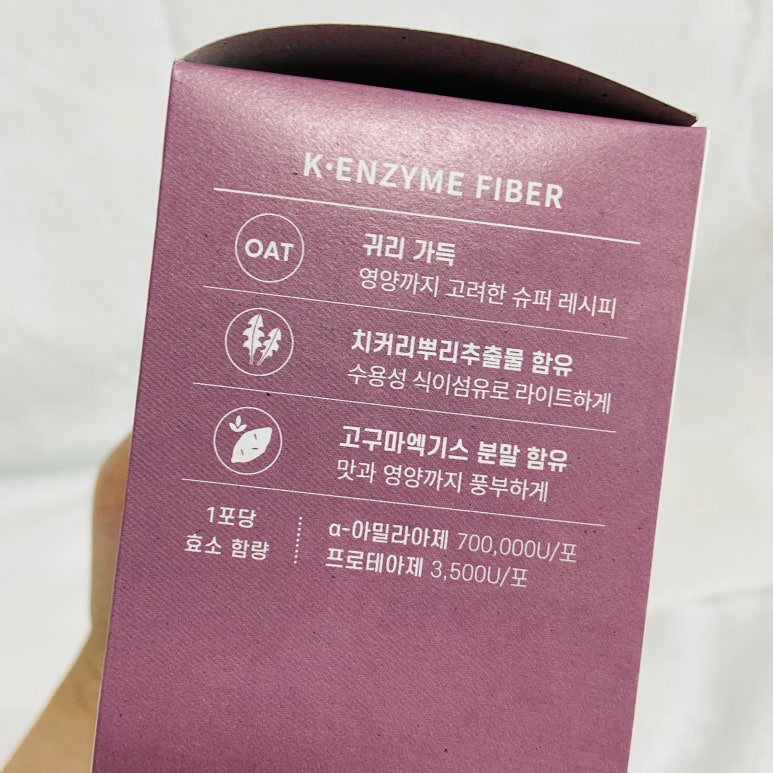 K·ENZYME FIBER
OAT
귀리 가득
영양까지 고려한 슈퍼 레시피
치커리뿌리추출물 함유
수용성 식이섬유로 라이트하게
고구마엑기스 분말 함유
맛과 영양까지 풍부하게
1포당
효소 함량
α-아밀라아제 700,000U/포
프로테아제 3,500U/포